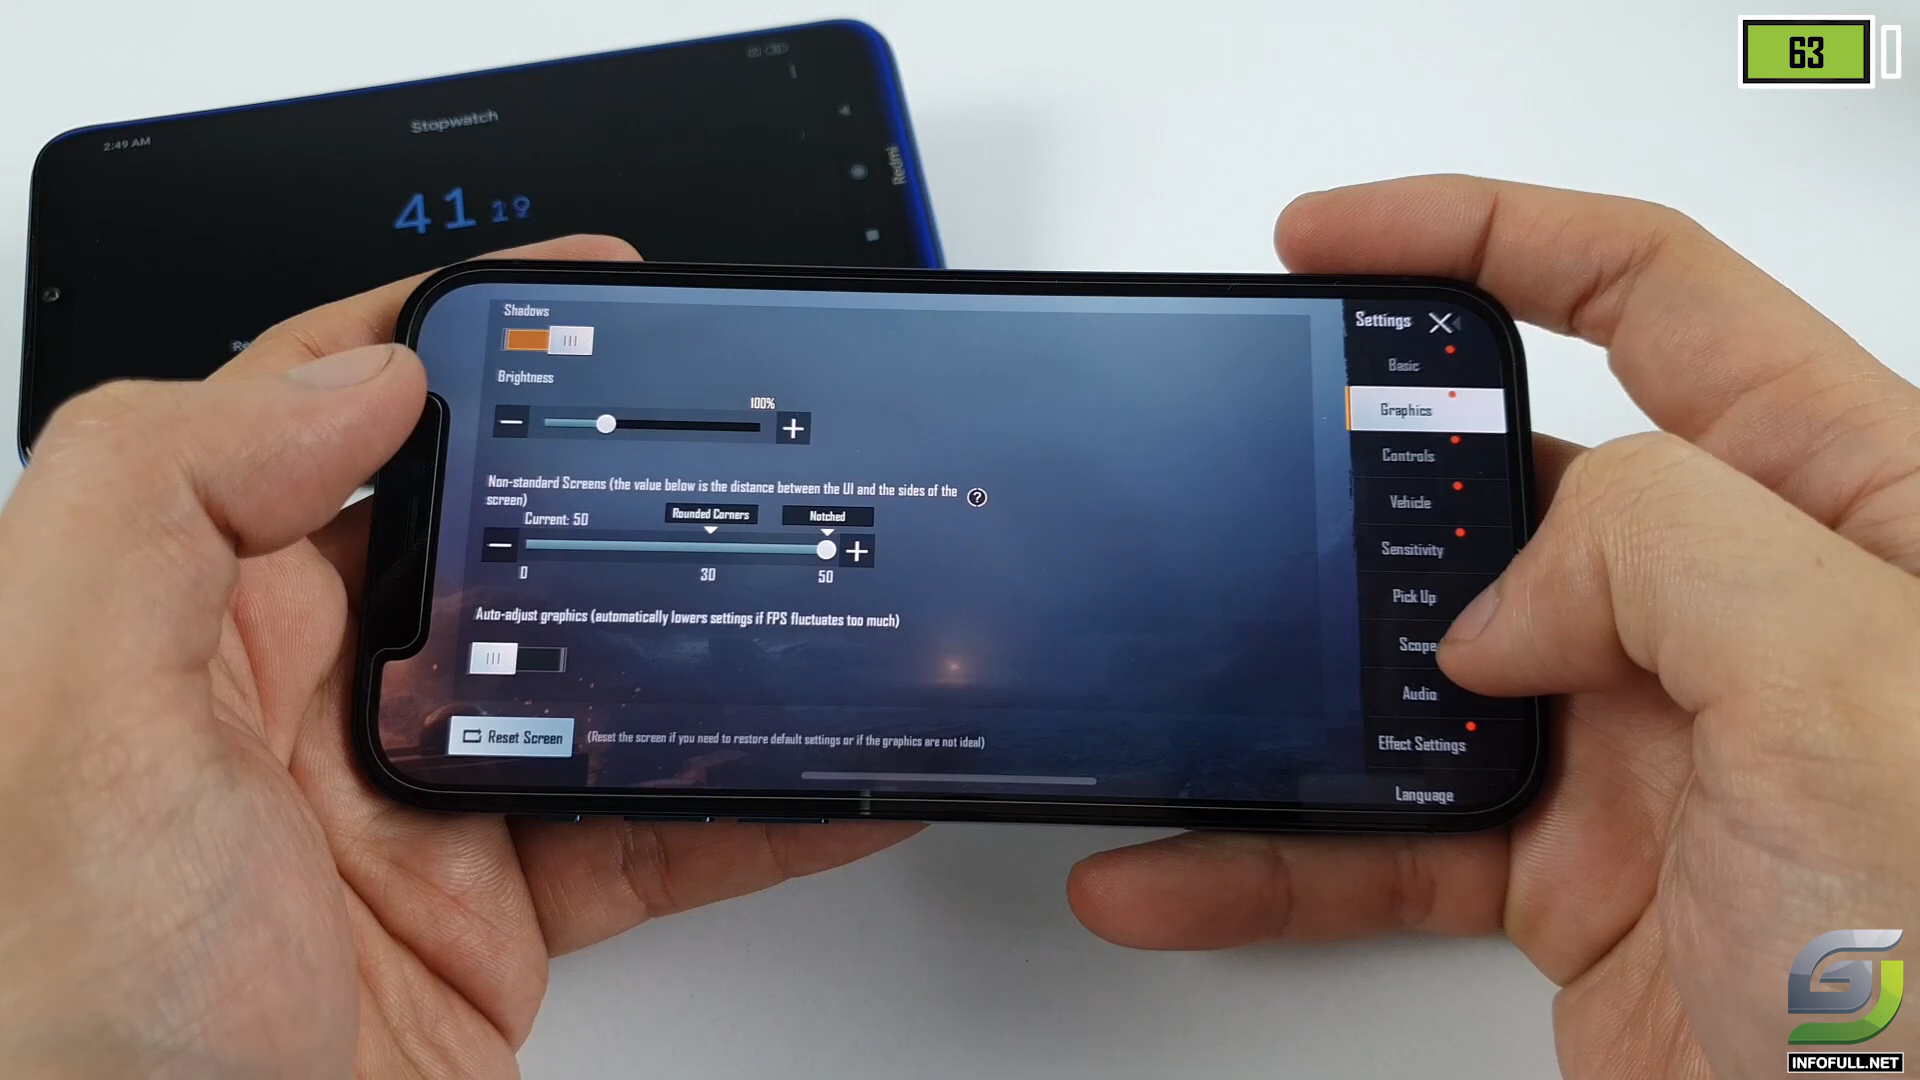 63
2:49 AM
Stopwatch
Redmi
41 19
Shadows
Brightness
100%
Non-standard Screens (the value below is the distance between the UI and the sides of the
screen)
?
Current: 50
Rounded Corners
Notched
0
30
50
Auto-adjust graphics (automatically lowers settings if FPS fluctuates too much)
Reset Screen
(Reset the screen if you need to restore default settings or if the graphics are not ideal)
Settings
Basic
Graphics
Controls
Vehicle
Sensitivity
Pick Up
Scope
Audio
Effect Settings
Language
INFOFULL.NET